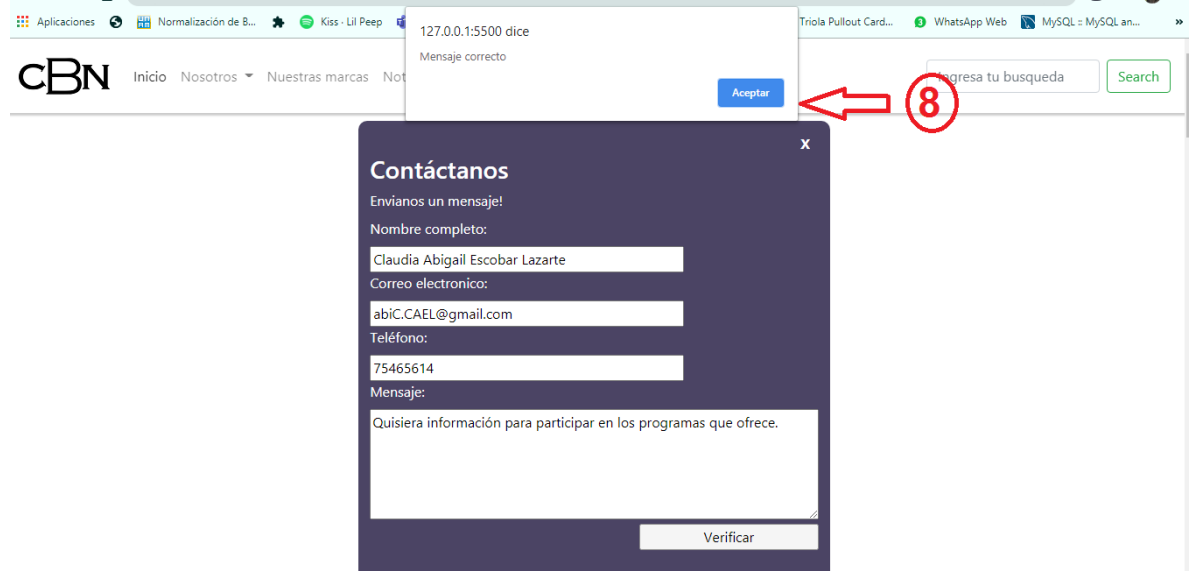 Aplicaciones Normalización de B... Kiss · Lil Peep Triola Pullout Card... 3 WhatsApp Web MySQL :: MySQL an... »
127.0.0.1:5500 dice
Mensaje correcto
Aceptar
8
CBN Inicio Nosotros Nuestras marcas Not
Ingresa tu busqueda Search
x
Contáctanos
Envianos un mensaje!
Nombre completo:
Claudia Abigail Escobar Lazarte
Correo electronico:
abiC.CAEL@gmail.com
Teléfono:
75465614
Mensaje:
Quisiera información para participar en los programas que ofrece.
Verificar